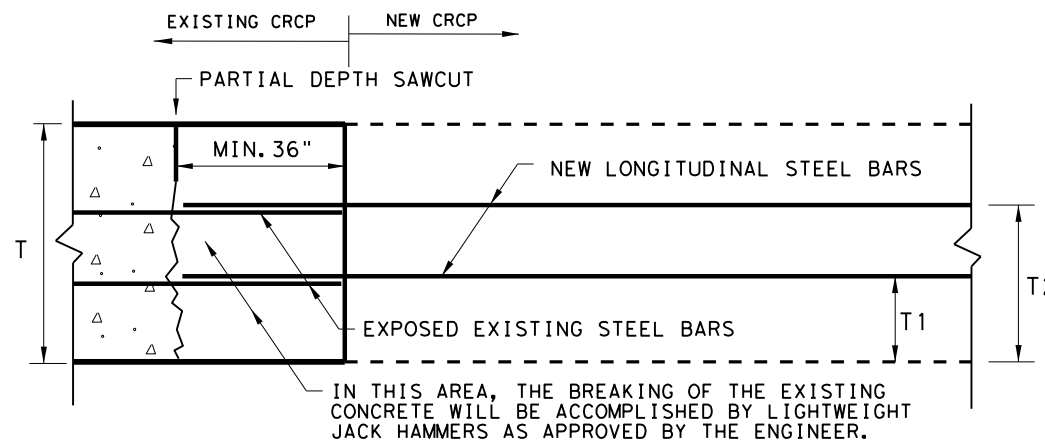 EXISTING CRCP
NEW CRCP
PARTIAL DEPTH SAWCUT
MIN. 36"
NEW LONGITUDINAL STEEL BARS
T
T1
T2
EXPOSED EXISTING STEEL BARS
IN THIS AREA, THE BREAKING OF THE EXISTING
CONCRETE WILL BE ACCOMPLISHED BY LIGHTWEIGHT
JACK HAMMERS AS APPROVED BY THE ENGINEER.